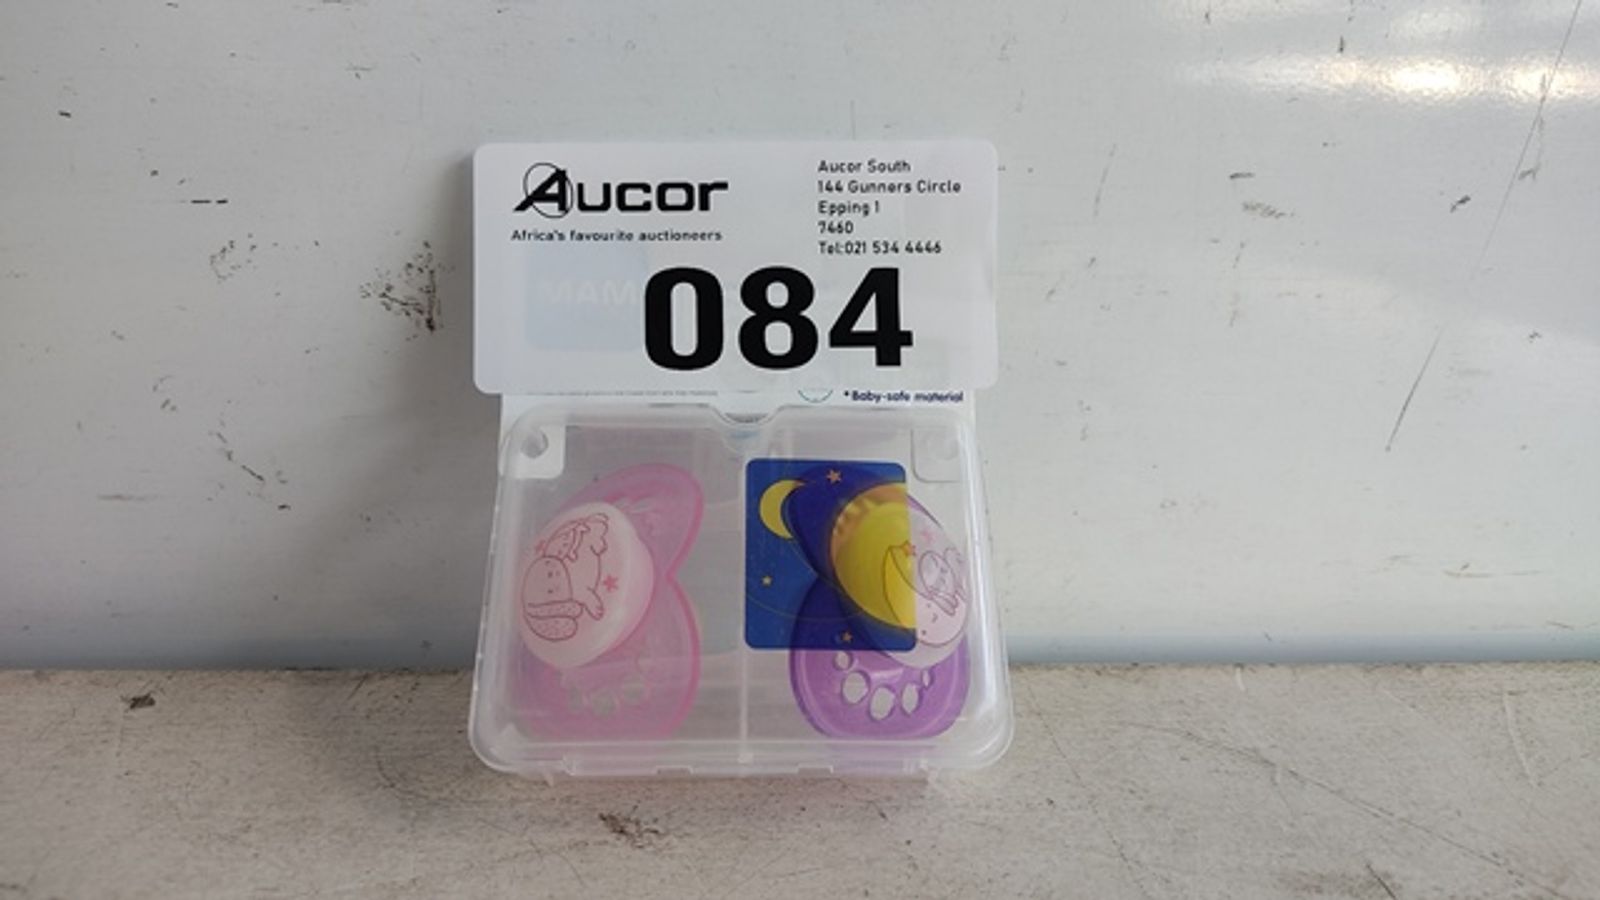 Aucor
Africa's favourite auctioneers
Aucor South
144 Gunners Circle
Epping 1
7460
Tel:021 534 4446
MAM
084
* Baby-safe material